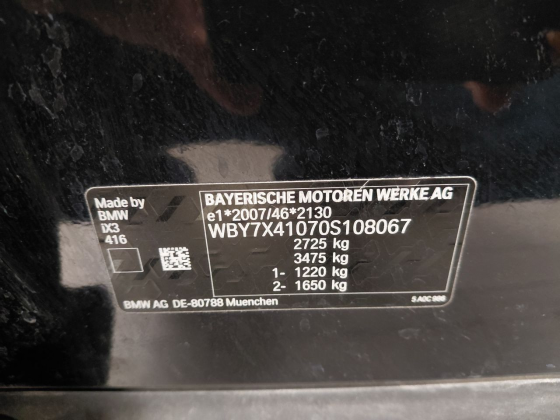 Made by
BMW
iX3
416
BAYERISCHE MOTOREN WERKE AG
e1*2007/46*2130
WBY7X41070S108067
2725 kg
3475 kg
1- 1220 kg
2- 1650 kg
BMW AG DE-80788 Muenchen